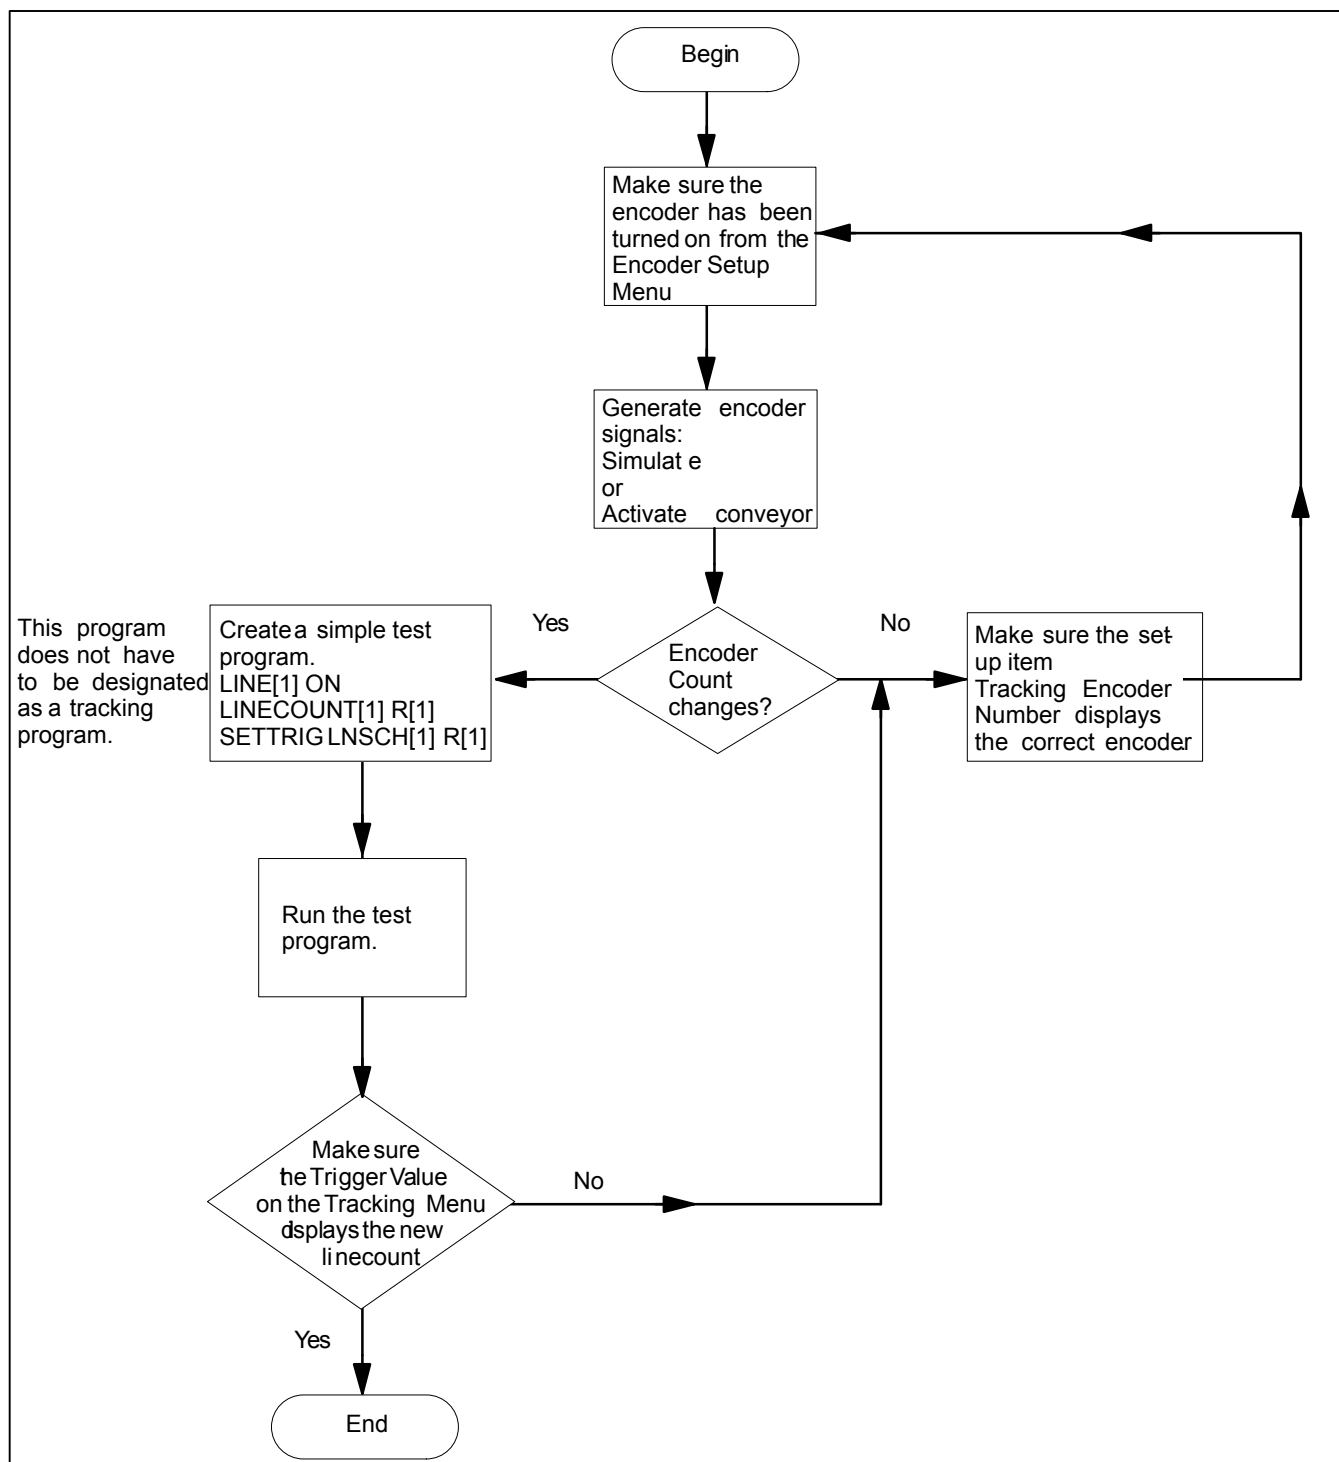 Begin
Make sure the
encoder has been
turned on from the
Encoder Setup
Menu
Generate encoder
signals:
Simulat e
or
Activate conveyor
Encoder
Count
changes?
Yes
No
This program
does not have
to be designated
as a tracking
program.
Create a simple test
program.
LINE[1] ON
LINECOUNT[1] R[1]
SETTRIG LNSCH[1] R[1]
Make sure the set-
up item
Tracking Encoder
Number displays
the correct encoder.
Run the test
program.
Make sure
the Trigger Value
on the Tracking Menu
dsplays the new
linecount
No
Yes
End